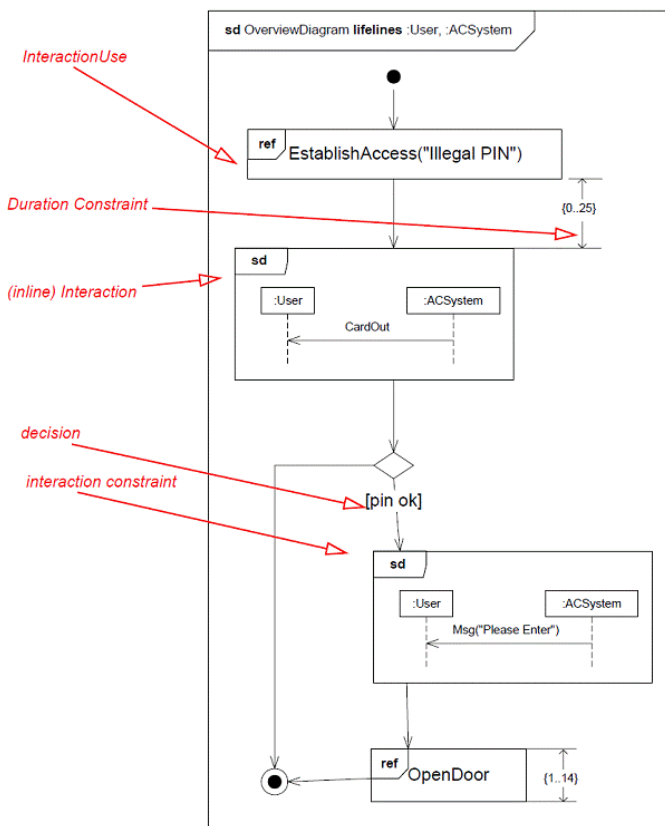 sd OverviewDiagram lifelines :User, :ACSystem
InteractionUse
ref
EstablishAccess("Illegal PIN")
Duration Constraint
{0..25}
sd
(inline) Interaction
:User
:ACSystem
CardOut
decision
interaction constraint
[pin ok]
sd
:User
:ACSystem
Msg("Please Enter")
ref
OpenDoor
{1..14}